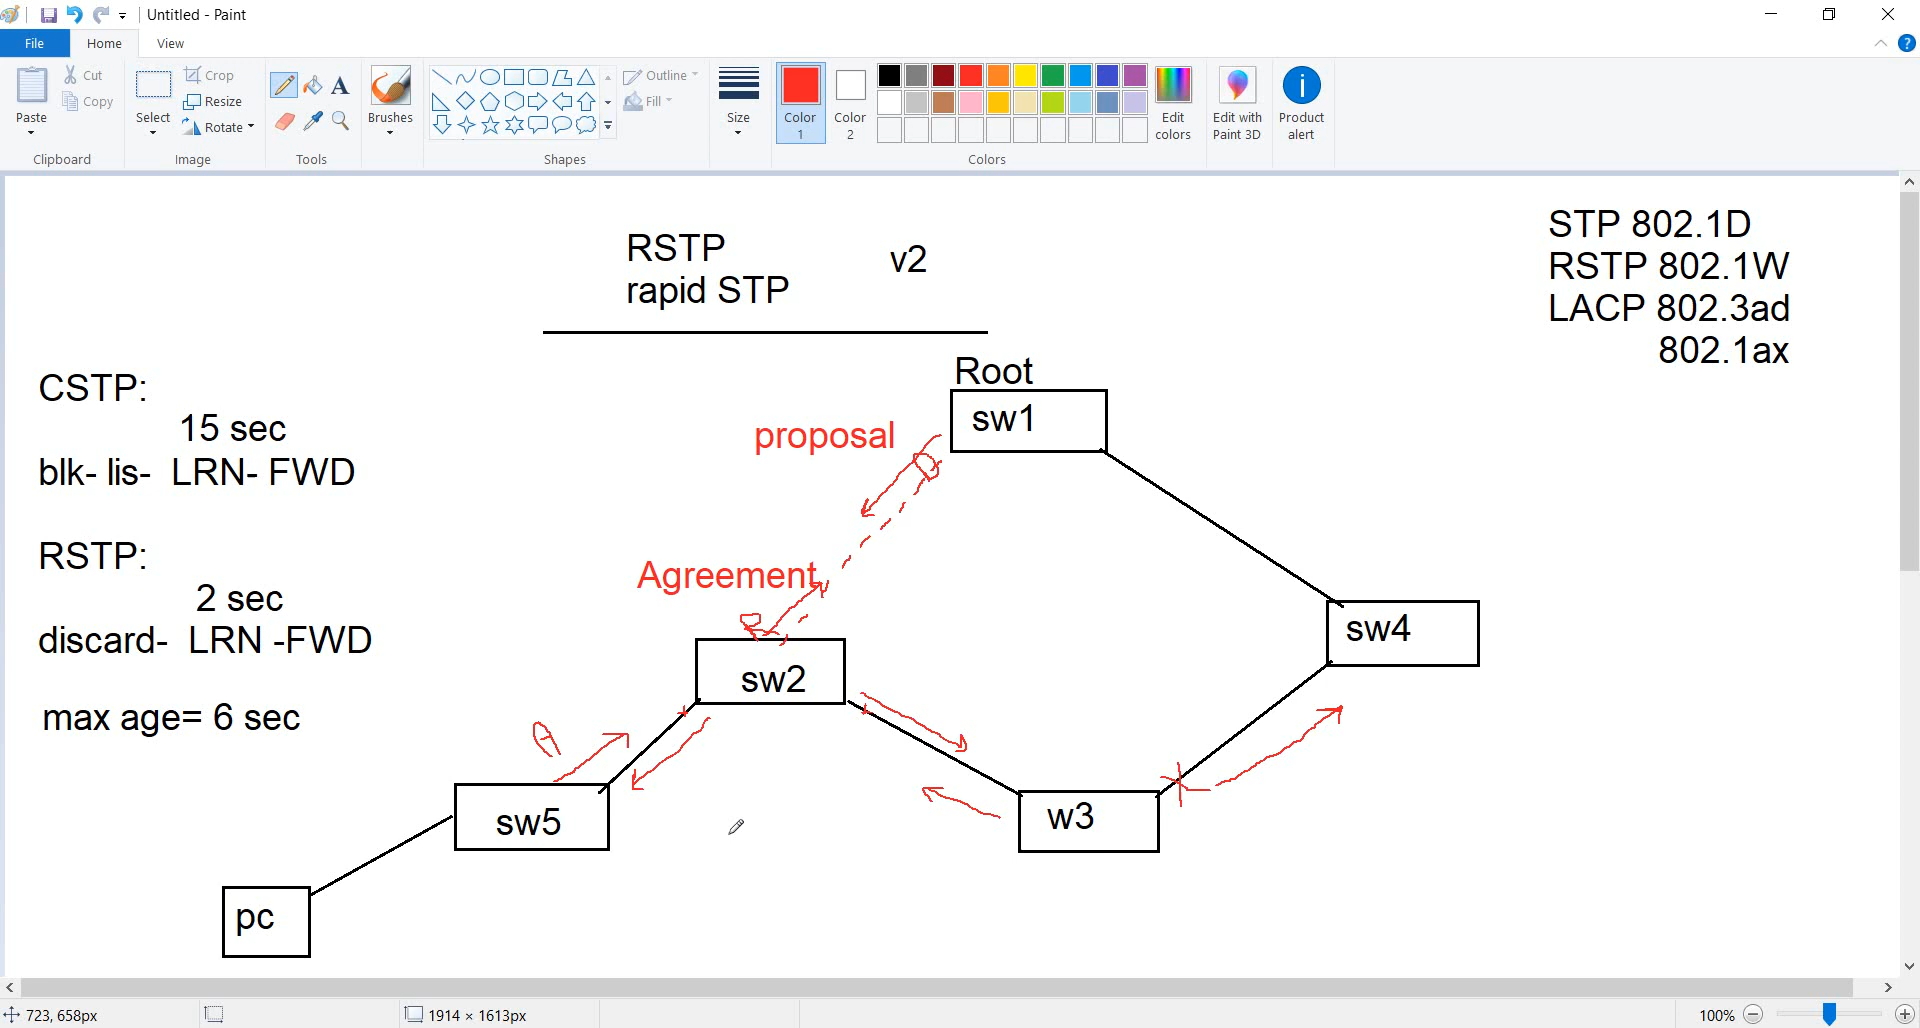 Untitled - Paint
File Home View
Paste
Cut
Copy
Clipboard
Select
Crop
Resize
Rotate
Image
Tools
Brushes
Outline
Fill
Shapes
Size
Color 1
Color 2
Edit colors
Edit with Paint 3D
Product alert
Colors
RSTP
rapid STP
v2
STP 802.1D
RSTP 802.1W
LACP 802.3ad
802.1ax
CSTP:
15 sec
blk- lis- LRN- FWD
RSTP:
2 sec
discard- LRN -FWD
max age= 6 sec
Root
sw1
proposal
Agreement
sw2
sw4
sw5
w3
pc
723, 658px
1914 × 1613px
100%